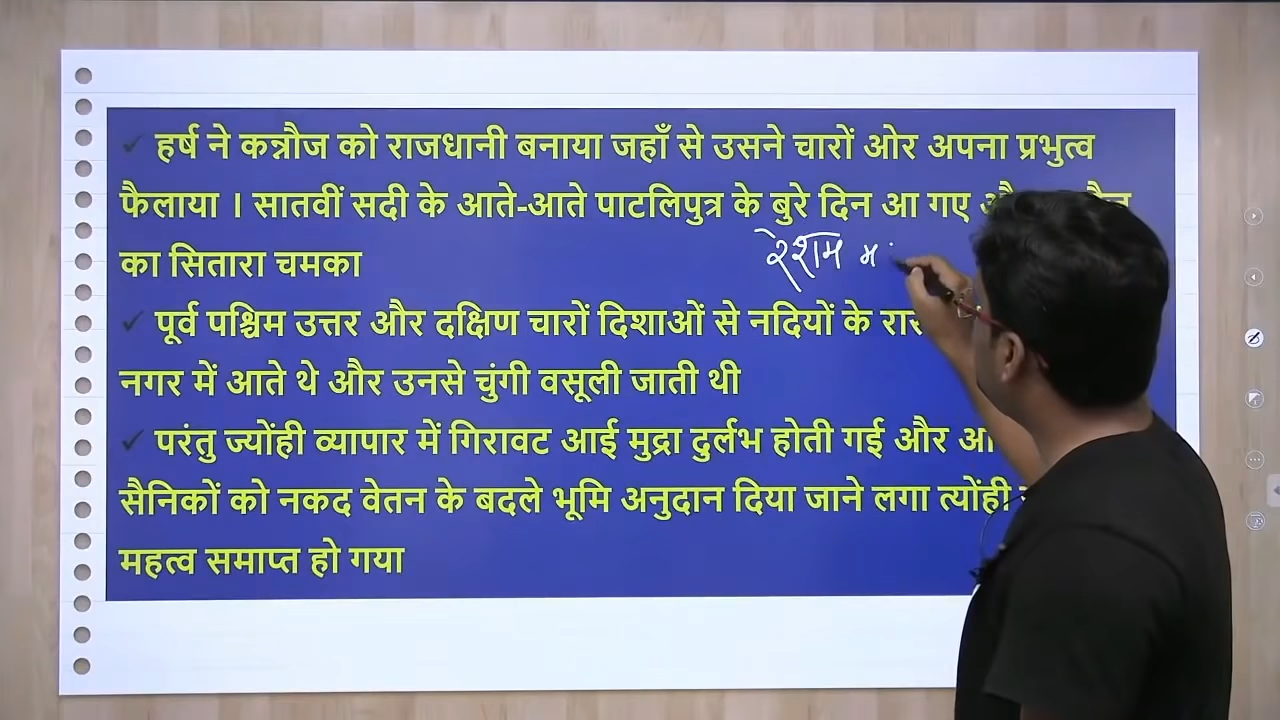 हर्ष ने कन्नौज को राजधानी बनाया जहाँ से उसने चारों ओर अपना प्रभुत्व
फैलाया । सातवीं सदी के आते-आते पाटलिपुत्र के बुरे दिन आ गए
का सितारा चमका
रेशम म
पूर्व पश्चिम उत्तर और दक्षिण चारों दिशाओं से नदियों के
नगर में आते थे और उनसे चुंगी वसूली जाती थी
परंतु ज्योंही व्यापार में गिरावट आई मुद्रा दुर्लभ होती गई और
सैनिकों को नकद वेतन के बदले भूमि अनुदान दिया जाने लगा त्योंही
महत्व समाप्त हो गया